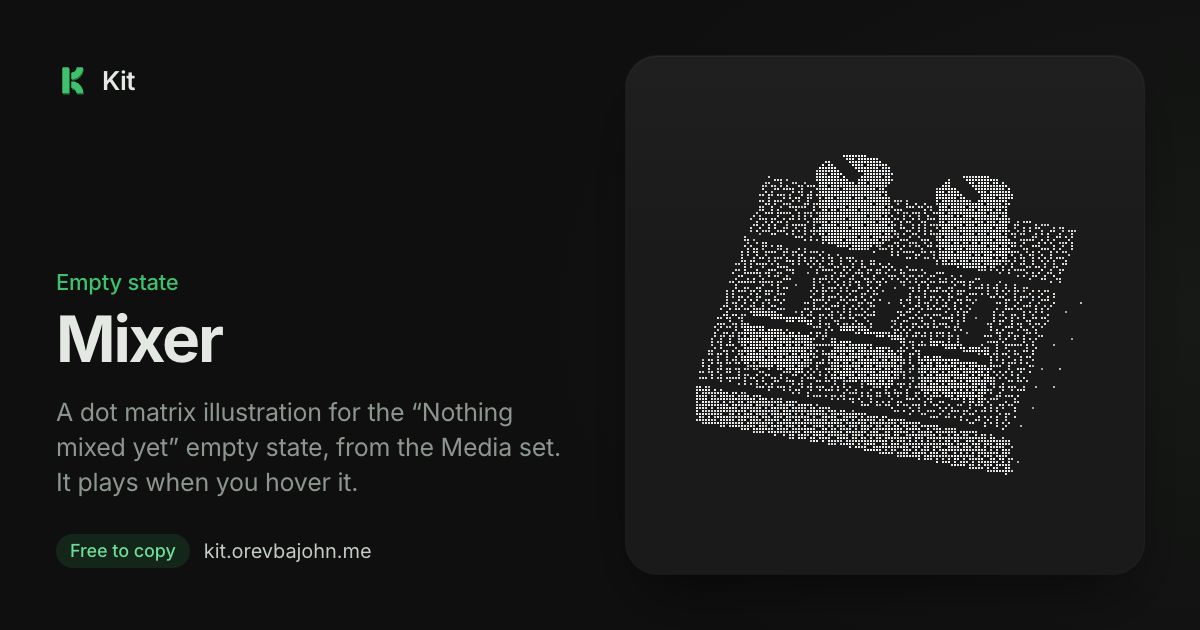 Kit
Empty state
Mixer
A dot matrix illustration for the “Nothing
mixed yet” empty state, from the Media set.
It plays when you hover it.
Free to copy
kit.orevbajohn.me